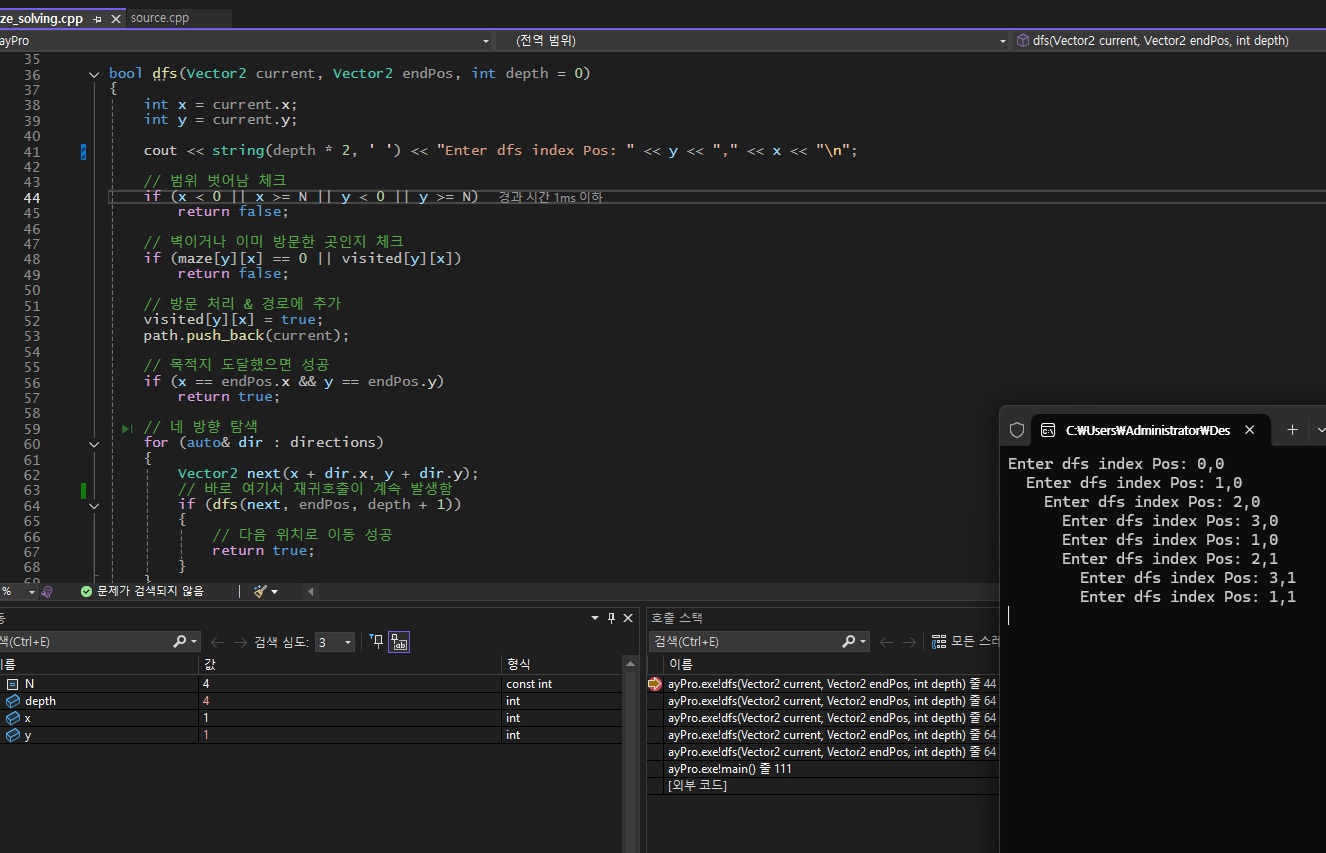 ze_solving.cpp
source.cpp
ayPro
(전역 범위)
dfs(Vector2 current, Vector2 endPos, int depth)
35
36 bool dfs(Vector2 current, Vector2 endPos, int depth = 0)
37 {
38 int x = current.x;
39 int y = current.y;
40
41 cout << string(depth * 2, ' ') << "Enter dfs index Pos: " << y << "," << x << "\n";
42
43 // 범위 벗어남 체크
44 if (x < 0 || x >= N || y < 0 || y >= N) 경과 시간 1ms 이하
45 return false;
46
47 // 벽이거나 이미 방문한 곳인지 체크
48 if (maze[y][x] == 0 || visited[y][x])
49 return false;
50
51 // 방문 처리 & 경로에 추가
52 visited[y][x] = true;
53 path.push_back(current);
54
55 // 목적지 도달했으면 성공
56 if (x == endPos.x && y == endPos.y)
57 return true;
58
59 // 네 방향 탐색
60 for (auto& dir : directions)
61 {
62 Vector2 next(x + dir.x, y + dir.y);
63 // 바로 여기서 재귀호출이 계속 발생함
64 if (dfs(next, endPos, depth + 1))
65 {
66 // 다음 위치로 이동 성공
67 return true;
68 }
69 }
% 문제가 검색되지 않음
C:₩Users₩Administrator₩Des
Enter dfs index Pos: 0,0
Enter dfs index Pos: 1,0
Enter dfs index Pos: 2,0
Enter dfs index Pos: 3,0
Enter dfs index Pos: 1,0
Enter dfs index Pos: 2,1
Enter dfs index Pos: 3,1
Enter dfs index Pos: 1,1
색(Ctrl+E) 검색 심도: 3
름 값 형식
N 4 const int
depth 4 int
x 1 int
y 1 int
호출 스택
검색(Ctrl+E) 모든 스레
이름
ayPro.exe!dfs(Vector2 current, Vector2 endPos, int depth) 줄 44
ayPro.exe!dfs(Vector2 current, Vector2 endPos, int depth) 줄 64
ayPro.exe!dfs(Vector2 current, Vector2 endPos, int depth) 줄 64
ayPro.exe!dfs(Vector2 current, Vector2 endPos, int depth) 줄 64
ayPro.exe!dfs(Vector2 current, Vector2 endPos, int depth) 줄 64
ayPro.exe!main() 줄 111
[외부 코드]